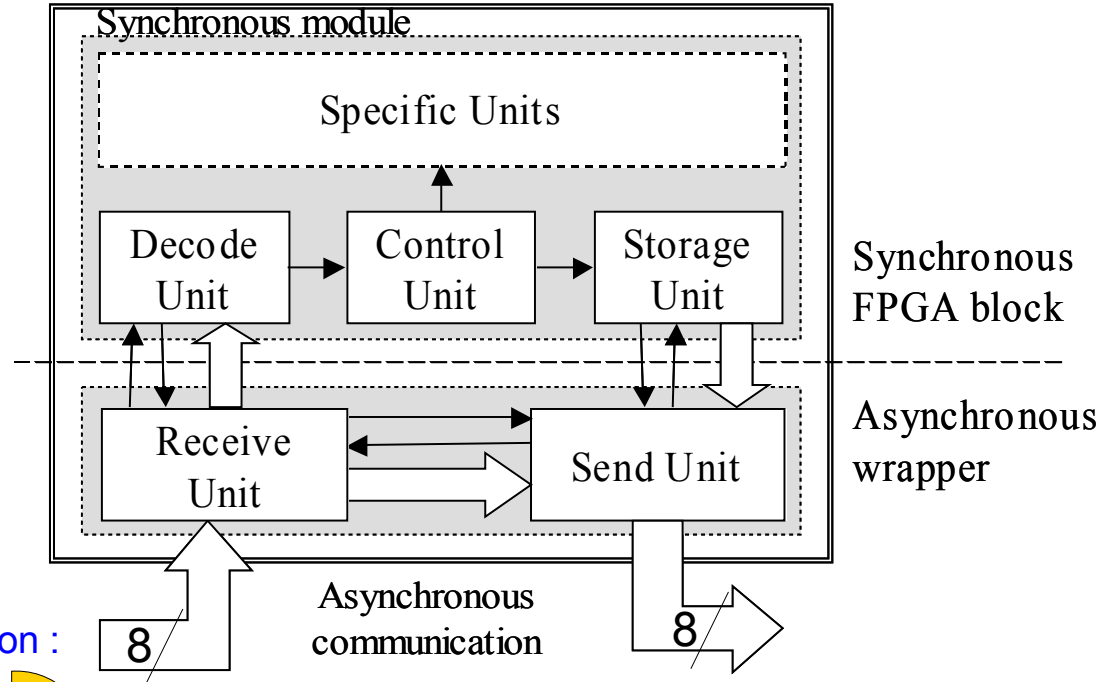 Synchronous module
Specific Units
Decode
Unit
Control
Unit
Storage
Unit
Synchronous
FPGA block
Receive
Unit
Send Unit
Asynchronous
wrapper
Asynchronous
communication
8
8
on :